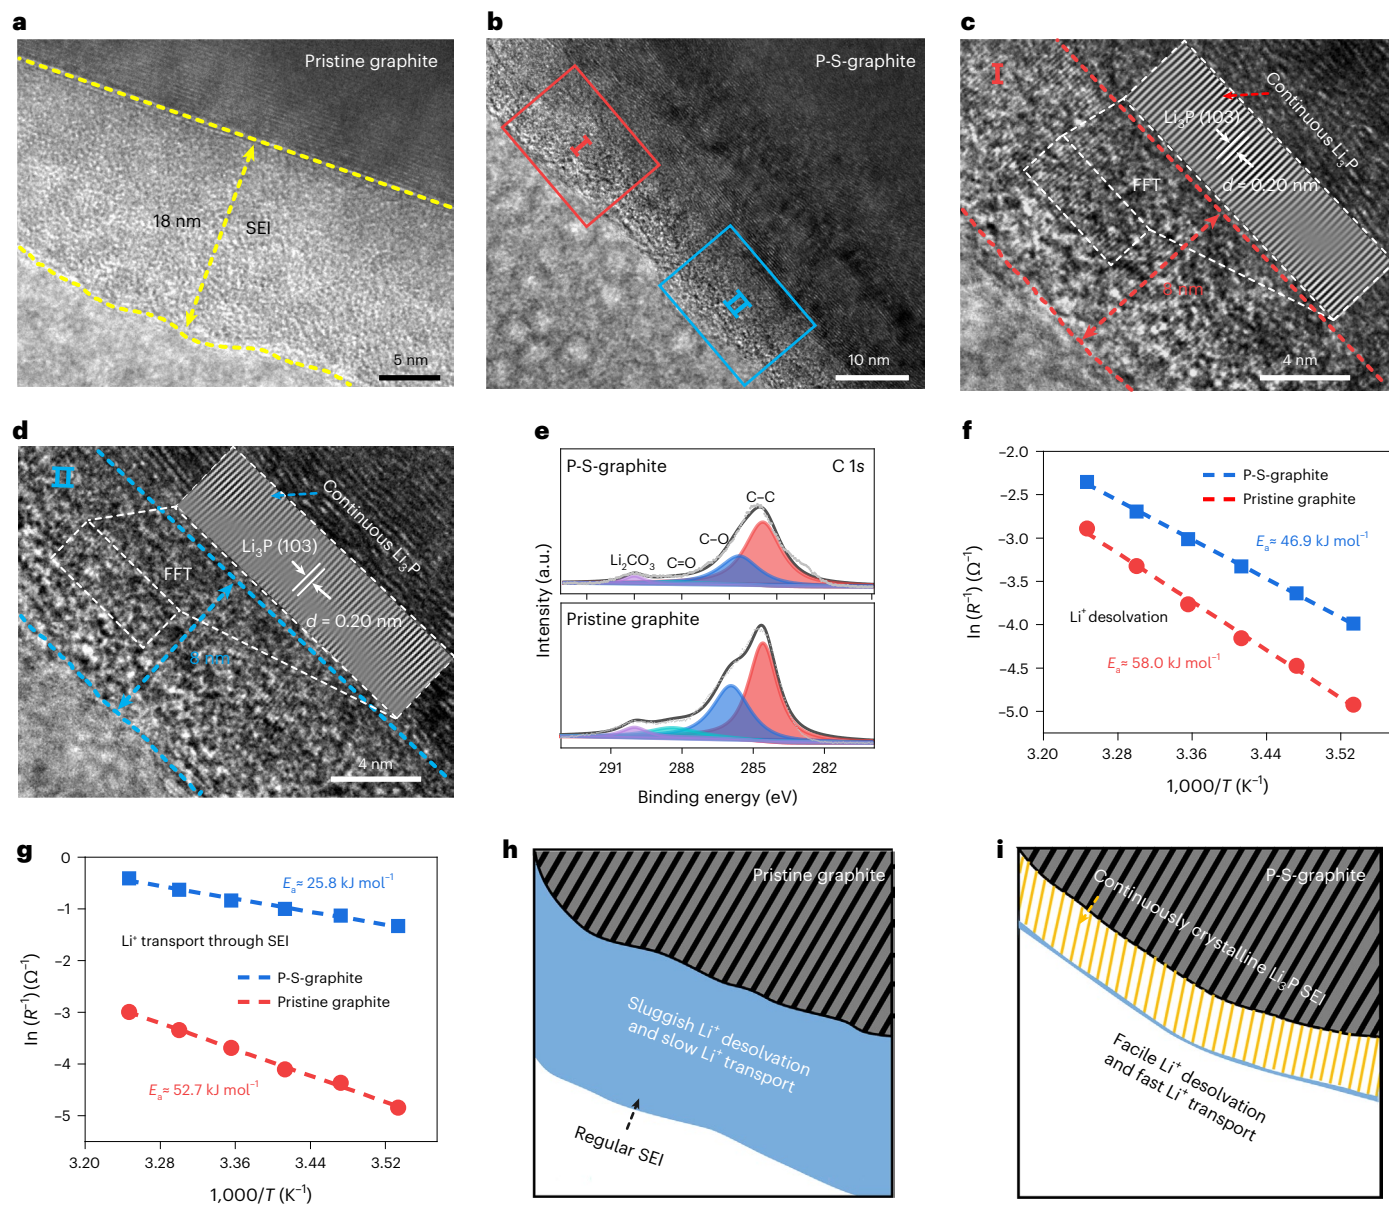 a
Pristine graphite
18 nm
SEI
5 nm
b
P-S-graphite
I
II
10 nm
c
I
Continuous Li₃P
Li₃P (103)
d = 0.20 nm
FFT
8 nm
4 nm
d
II
Continuous Li₃P
Li₃P (103)
d = 0.20 nm
FFT
8 nm
4 nm
e
P-S-graphite
C 1s
C–C
C–O
C=O
Li₂CO₃
Pristine graphite
Intensity (a.u.)
291 288 285 282
Binding energy (eV)
f
−2.0
−2.5
−3.0
−3.5
−4.0
−4.5
−5.0
ln (R⁻¹) (Ω⁻¹)
P-S-graphite
Pristine graphite
Eₐ≈ 46.9 kJ mol⁻¹
Li⁺ desolvation
Eₐ≈ 58.0 kJ mol⁻¹
3.20 3.28 3.36 3.44 3.52
1,000/T (K⁻¹)
g
0
−1
−2
−3
−4
−5
ln (R⁻¹) (Ω⁻¹)
Eₐ≈ 25.8 kJ mol⁻¹
Li⁺ transport through SEI
P-S-graphite
Pristine graphite
Eₐ≈ 52.7 kJ mol⁻¹
3.20 3.28 3.36 3.44 3.52
1,000/T (K⁻¹)
h
Pristine graphite
Sluggish Li⁺ desolvation
and slow Li⁺ transport
Regular SEI
i
P-S-graphite
Continuously crystalline Li₃P SEI
Facile Li⁺ desolvation
and fast Li⁺ transport